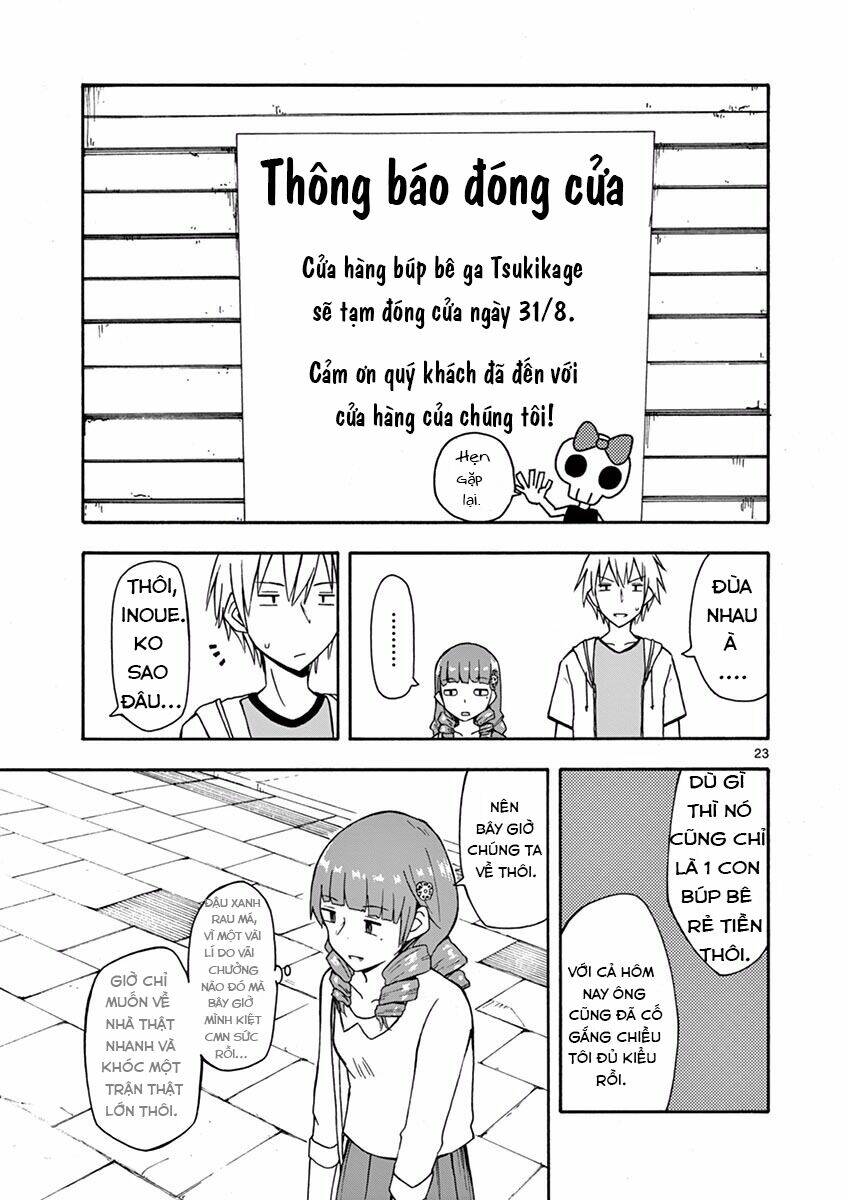 Thông báo đóng cửa
Cửa hàng búp bê ga Tsukikage
sẽ tạm đóng cửa ngày 31/8.
Cảm ơn quý khách đã đến với
cửa hàng của chúng tôi!
Hẹn
gặp
lại.
ĐÙA
NHAU
À
....
........
THÔI,
INOUE.
KO
SAO
ĐÂU...
23
DÙ GÌ
THÌ NÓ
CŨNG CHỈ
LÀ 1 CON
BÚP BÊ
RẺ TIỀN
THÔI.
VỚI CẢ HÔM
NAY ÔNG
CŨNG ĐÃ CỐ
GẮNG CHIỀU
TÔI ĐỦ KIỂU
RỒI.
NÊN
BÂY GIỜ
CHÚNG TA
VỀ THÔI.
ĐẬU XANH
RAU MÁ,
VÌ MỘT VÀI
LÍ DO VÃI
CHƯỞNG
NÀO ĐÓ MÀ
BÂY GIỜ
MÌNH KIỆT
CMN SỨC
RỒI...
GIỜ CHỈ
MUỐN VỀ
NHÀ THẬT
NHANH VÀ
KHÓC MỘT
TRẬN THẬT
LỚN THÔI.